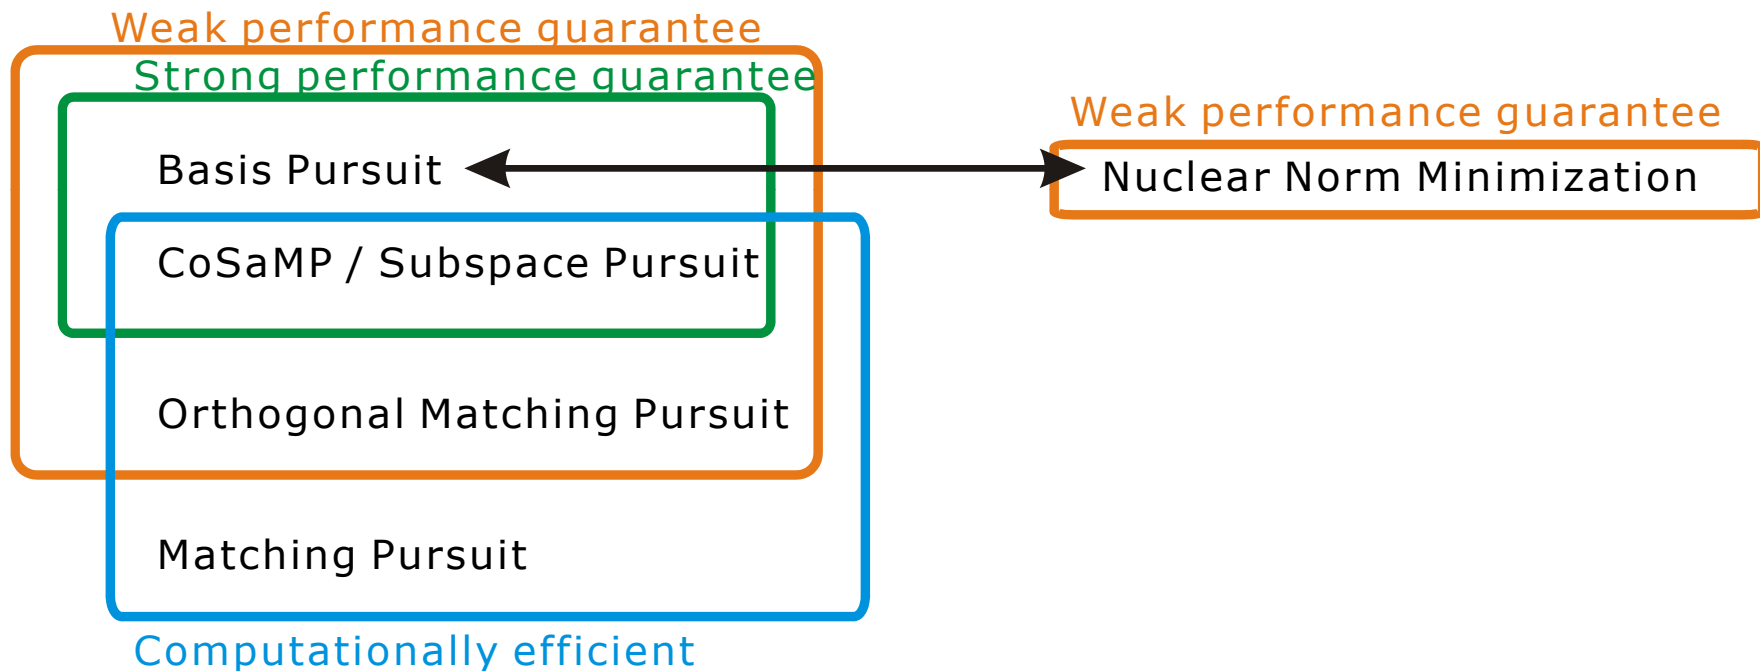 Weak performance guarantee
Strong performance guarantee
Weak performance guarantee
Basis Pursuit
Nuclear Norm Minimization
CoSaMP / Subspace Pursuit
Orthogonal Matching Pursuit
Matching Pursuit
Computationally efficient